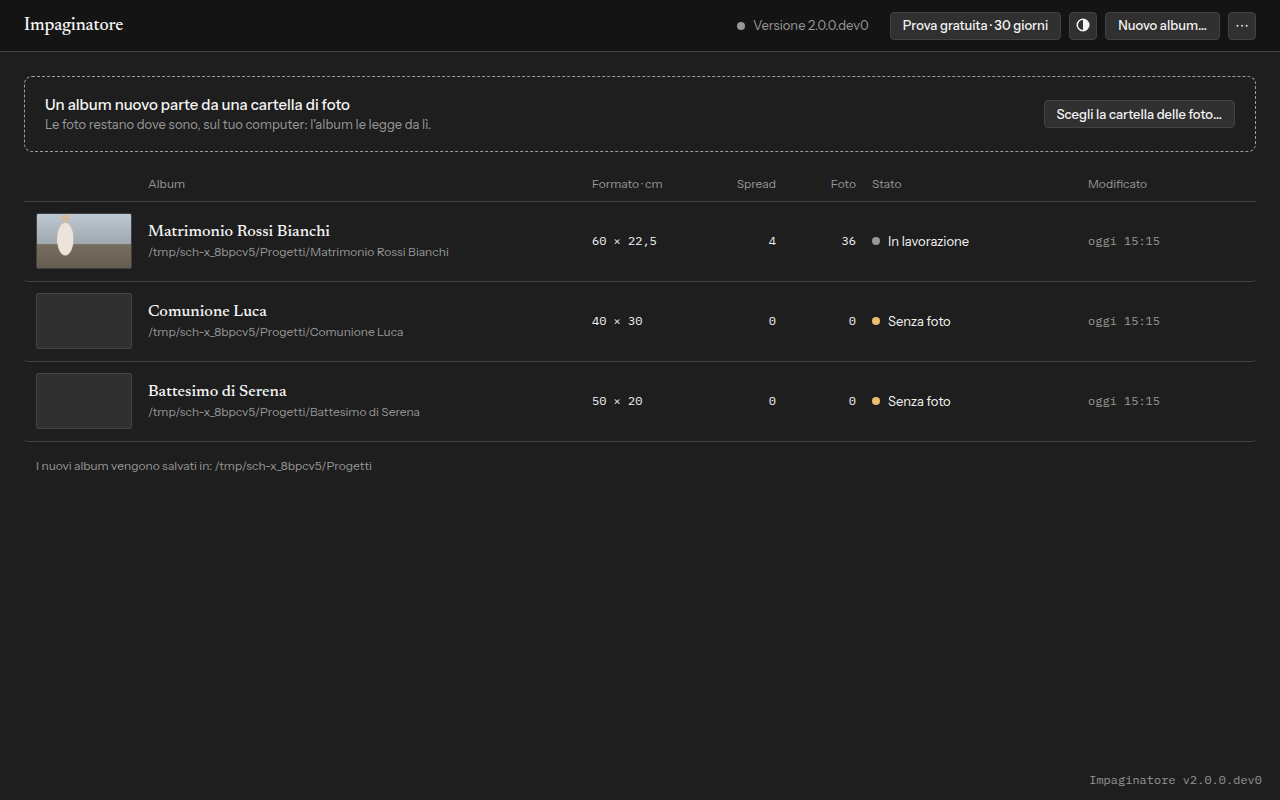 Impaginatore
Versione 2.0.0.dev0
Prova gratuita · 30 giorni
Nuovo album…
···
Un album nuovo parte da una cartella di foto
Le foto restano dove sono, sul tuo computer: l'album le legge da lì.
Scegli la cartella delle foto…
Album Formato · cm Spread Foto Stato Modificato
Matrimonio Rossi Bianchi
/tmp/sch-x_8bpcv5/Progetti/Matrimonio Rossi Bianchi
60 × 22,5 4 36 In lavorazione oggi 15:15
Comunione Luca
/tmp/sch-x_8bpcv5/Progetti/Comunione Luca
40 × 30 0 0 Senza foto oggi 15:15
Battesimo di Serena
/tmp/sch-x_8bpcv5/Progetti/Battesimo di Serena
50 × 20 0 0 Senza foto oggi 15:15
I nuovi album vengono salvati in: /tmp/sch-x_8bpcv5/Progetti
Impaginatore v2.0.0.dev0